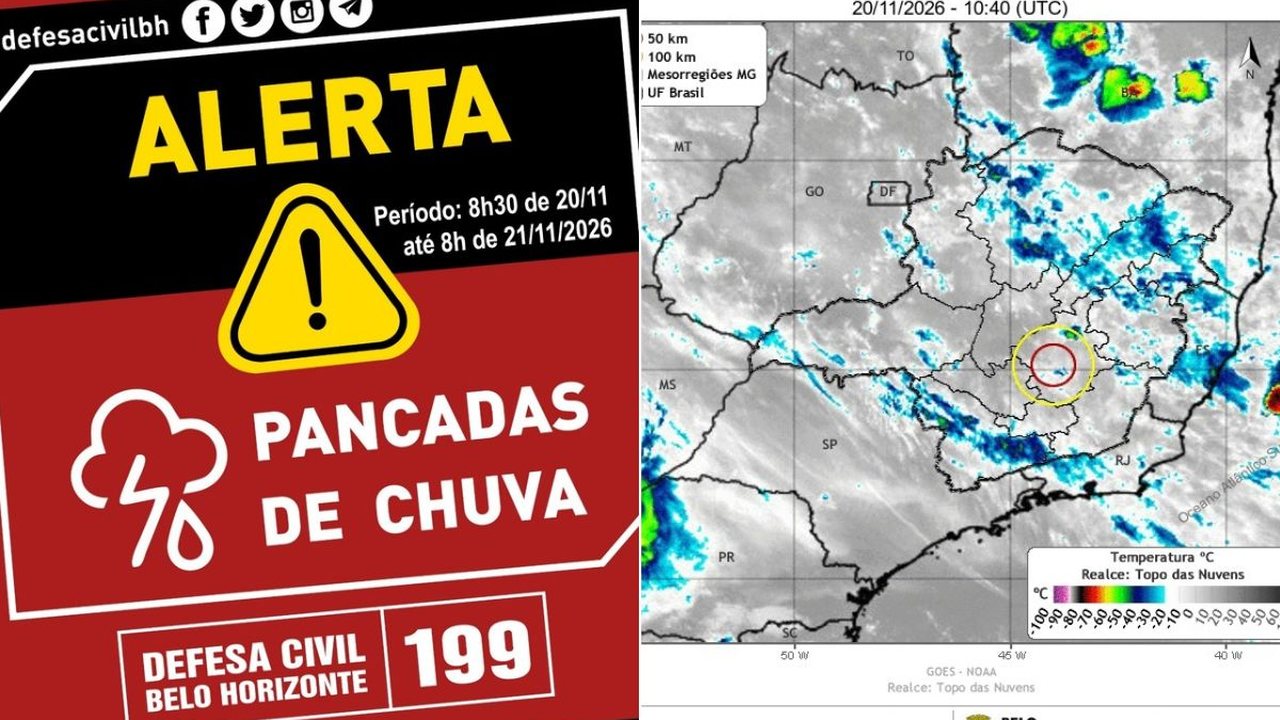 defesacivilbh
ALERTA
Período: 8h30 de 20/11
até 8h de 21/11/2026
PANCADAS
DE CHUVA
DEFESA CIVIL
BELO HORIZONTE
199
20/11/2026 - 10:40 (UTC)
50 km
100 km
Mesorregiões MG
UF Brasil
N
TO
BA
MT
GO
DF
MS
ES
SP
RJ
PR
SC
Oceano Atlântico
Temperatura ºC
Realce: Topo das Nuvens
ºC
-100 -90 -80 -70 -60 -50 -40 -30 -20 -10 0 10 20 30 40 50 60
50 W
45 W
40 W
GOES - NOAA
Realce: Topo das Nuvens
BELO